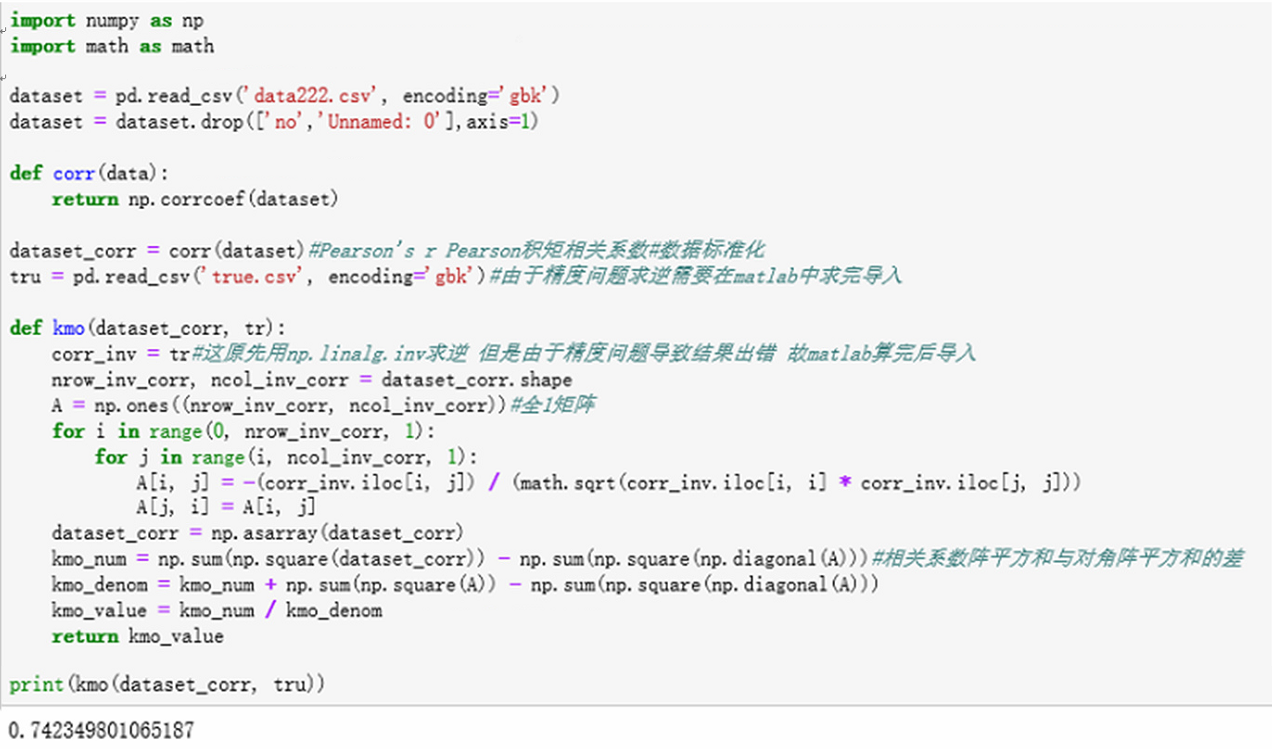 import numpy as np
import math as math
dataset = pd.read_csv('data222.csv', encoding='gbk')
dataset = dataset.drop(['no','Unnamed: 0'],axis=1)
def corr(data):
    return np.corrcoef(dataset)
dataset_corr = corr(dataset)#Pearson's r Pearson积矩相关系数#数据标准化
tru = pd.read_csv('true.csv', encoding='gbk')#由于精度问题求逆需要在matlab中求完导入
def kmo(dataset_corr, tr):
    corr_inv = tr#这原先用np.linalg.inv求逆 但是由于精度问题导致结果出错 故matlab算完后导入
    nrow_inv_corr, ncol_inv_corr = dataset_corr.shape
    A = np.ones((nrow_inv_corr, ncol_inv_corr))#全1矩阵
    for i in range(0, nrow_inv_corr, 1):
        for j in range(i, ncol_inv_corr, 1):
            A[i, j] = -(corr_inv.iloc[i, j]) / (math.sqrt(corr_inv.iloc[i, i] * corr_inv.iloc[j, j]))
            A[j, i] = A[i, j]
    dataset_corr = np.asarray(dataset_corr)
    kmo_num = np.sum(np.square(dataset_corr)) - np.sum(np.square(np.diagonal(A)))#相关系数阵平方和与对角阵平方和的差
    kmo_denom = kmo_num + np.sum(np.square(A)) - np.sum(np.square(np.diagonal(A)))
    kmo_value = kmo_num / kmo_denom
    return kmo_value
print(kmo(dataset_corr, tru))
0.742349801065187